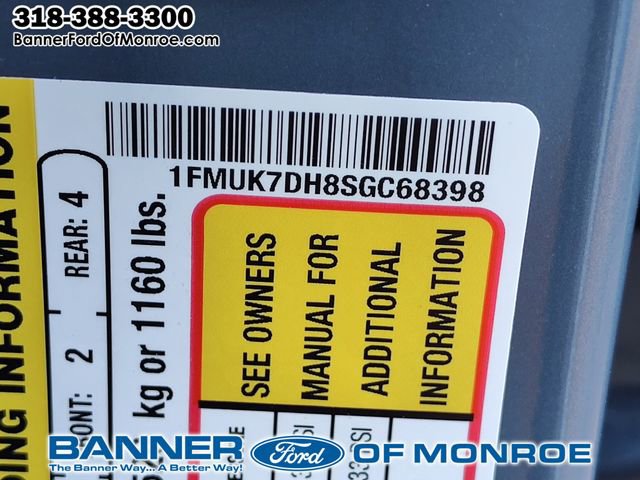 318-388-3300
BannerFordOfMonroe.com
1FMUK7DH8SGC68398
INFORMATION
REAR: 4
2
kg or 1160 lbs.
SEE OWNERS
MANUAL FOR
ADDITIONAL
INFORMATION
BANNER Ford OF MONROE
The Banner Way... A Better Way!